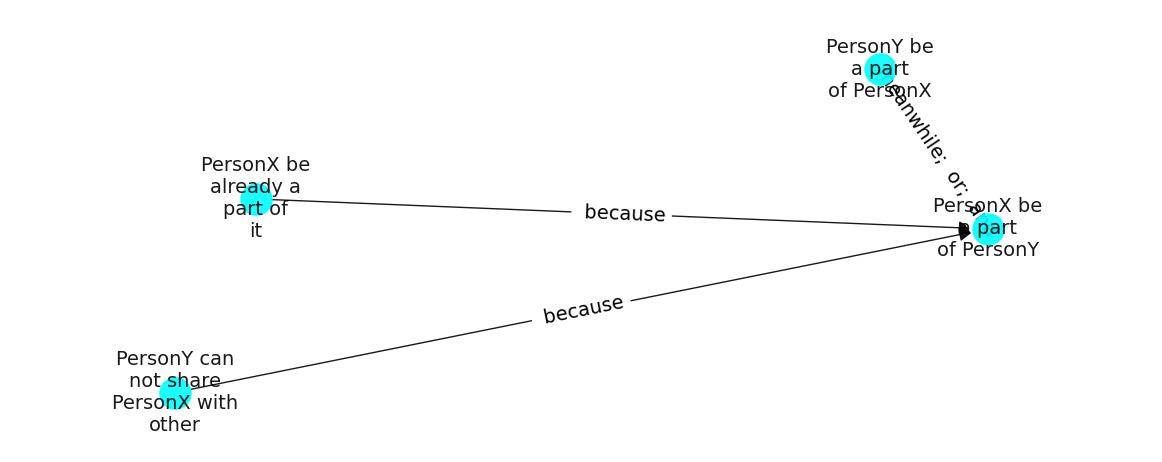 PersonY be
a part
of PersonX
eanwhile; or;
PersonX be
already a
part of
it
because
PersonX be
a part
of PersonY
because
PersonY can
not share
PersonX with
other